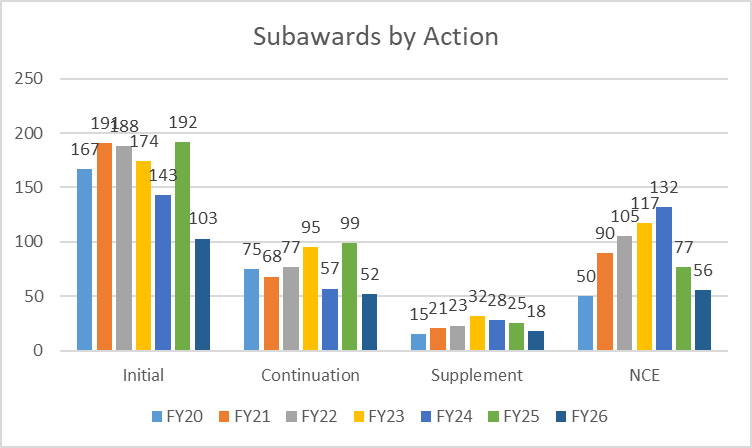 Subawards by Action
250
200
150
100
50
0
167 191 188 174 143 192 103
75 68 77 95 57 99 52
15 21 23 32 28 25 18
50 90 105 117 132 77 56
Initial Continuation Supplement NCE
FY20 FY21 FY22 FY23 FY24 FY25 FY26